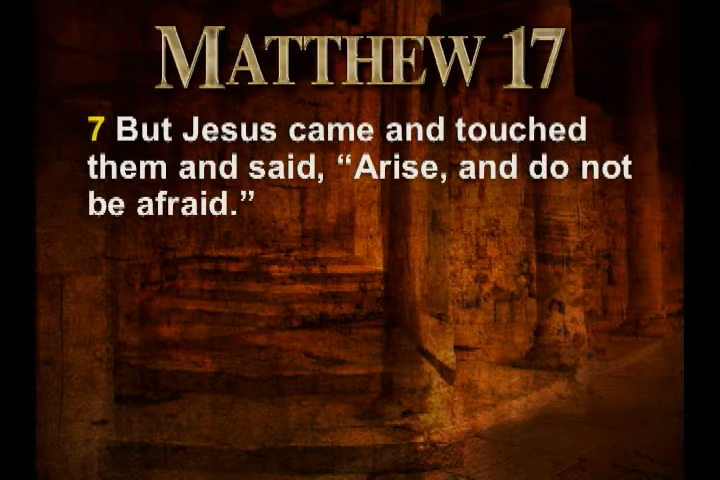 MATTHEW 17
7 But Jesus came and touched
them and said, “Arise, and do not
be afraid.”